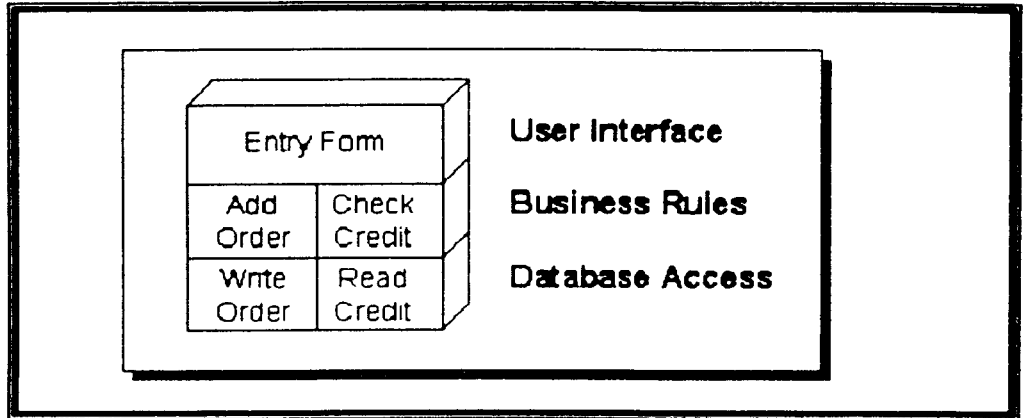 Entry Form
User Interface
Add Order
Check Credit
Business Rules
Write Order
Read Credit
Database Access